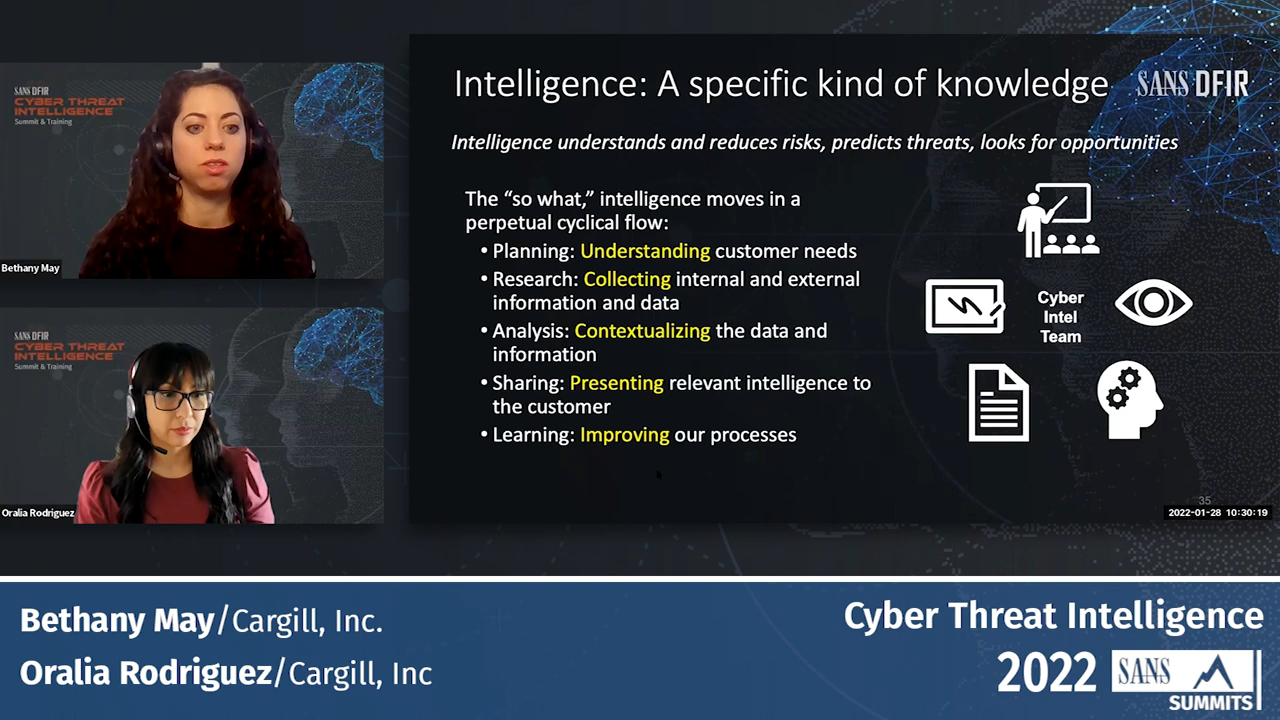 SANS DFIR
CYBER THREAT
INTELLIGENCE
Summit & Training
Bethany May
SANS DFIR
CYBER THREAT
INTELLIGENCE
Summit & Training
Oralia Rodriguez
Intelligence: A specific kind of knowledge
SANS DFIR
Intelligence understands and reduces risks, predicts threats, looks for opportunities
The “so what,” intelligence moves in a
perpetual cyclical flow:
• Planning: Understanding customer needs
• Research: Collecting internal and external
information and data
• Analysis: Contextualizing the data and
information
• Sharing: Presenting relevant intelligence to
the customer
• Learning: Improving our processes
Cyber
Intel
Team
35
2022-01-28 10:30:19
Bethany May/Cargill, Inc.
Oralia Rodriguez/Cargill, Inc
Cyber Threat Intelligence
2022 SANS
SUMMITS